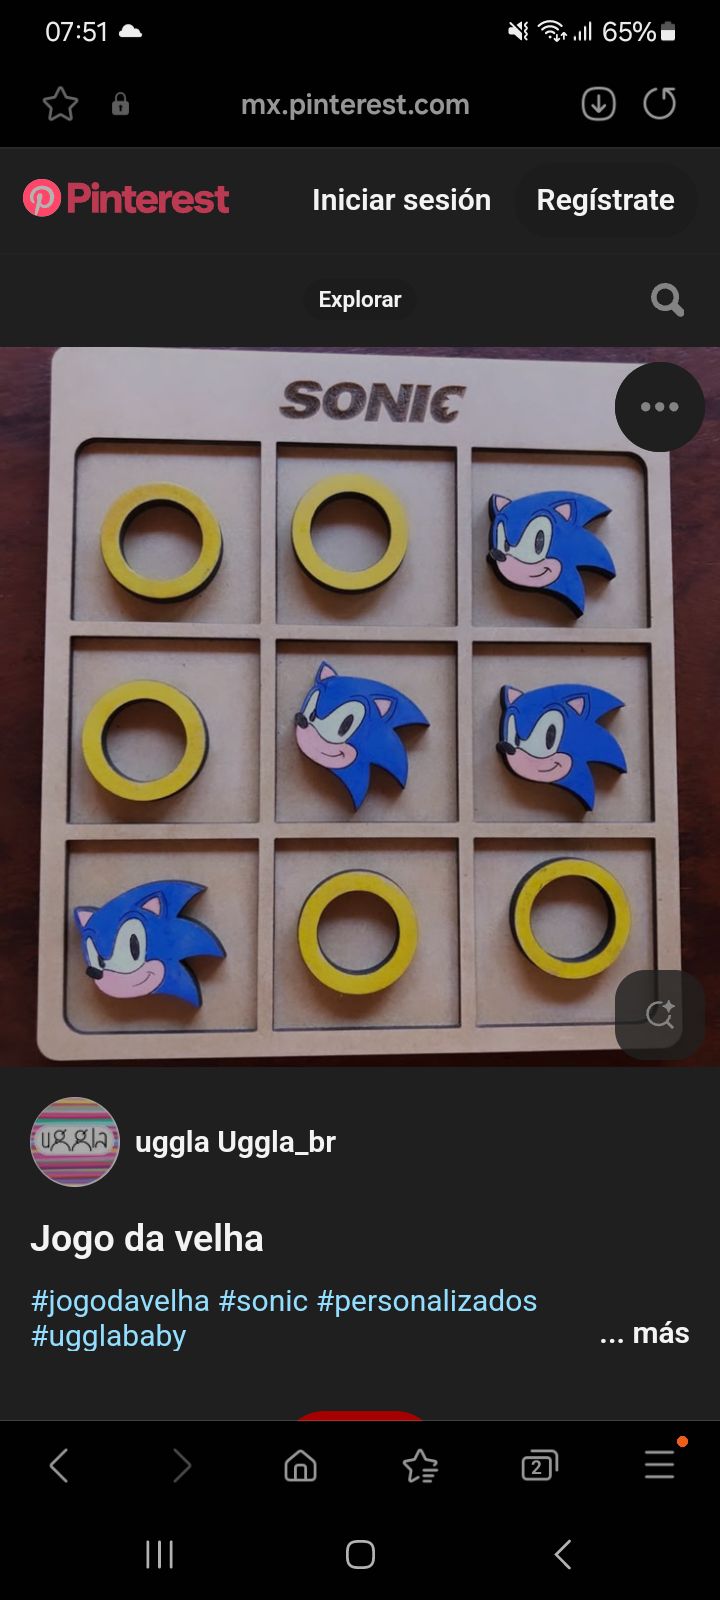 07:51
65%
mx.pinterest.com
Pinterest
Iniciar sesión
Regístrate
Explorar
SONIC
uggla
uggla Uggla_br
Jogo da velha
#jogodavelha #sonic #personalizados
#ugglababy
... más
2